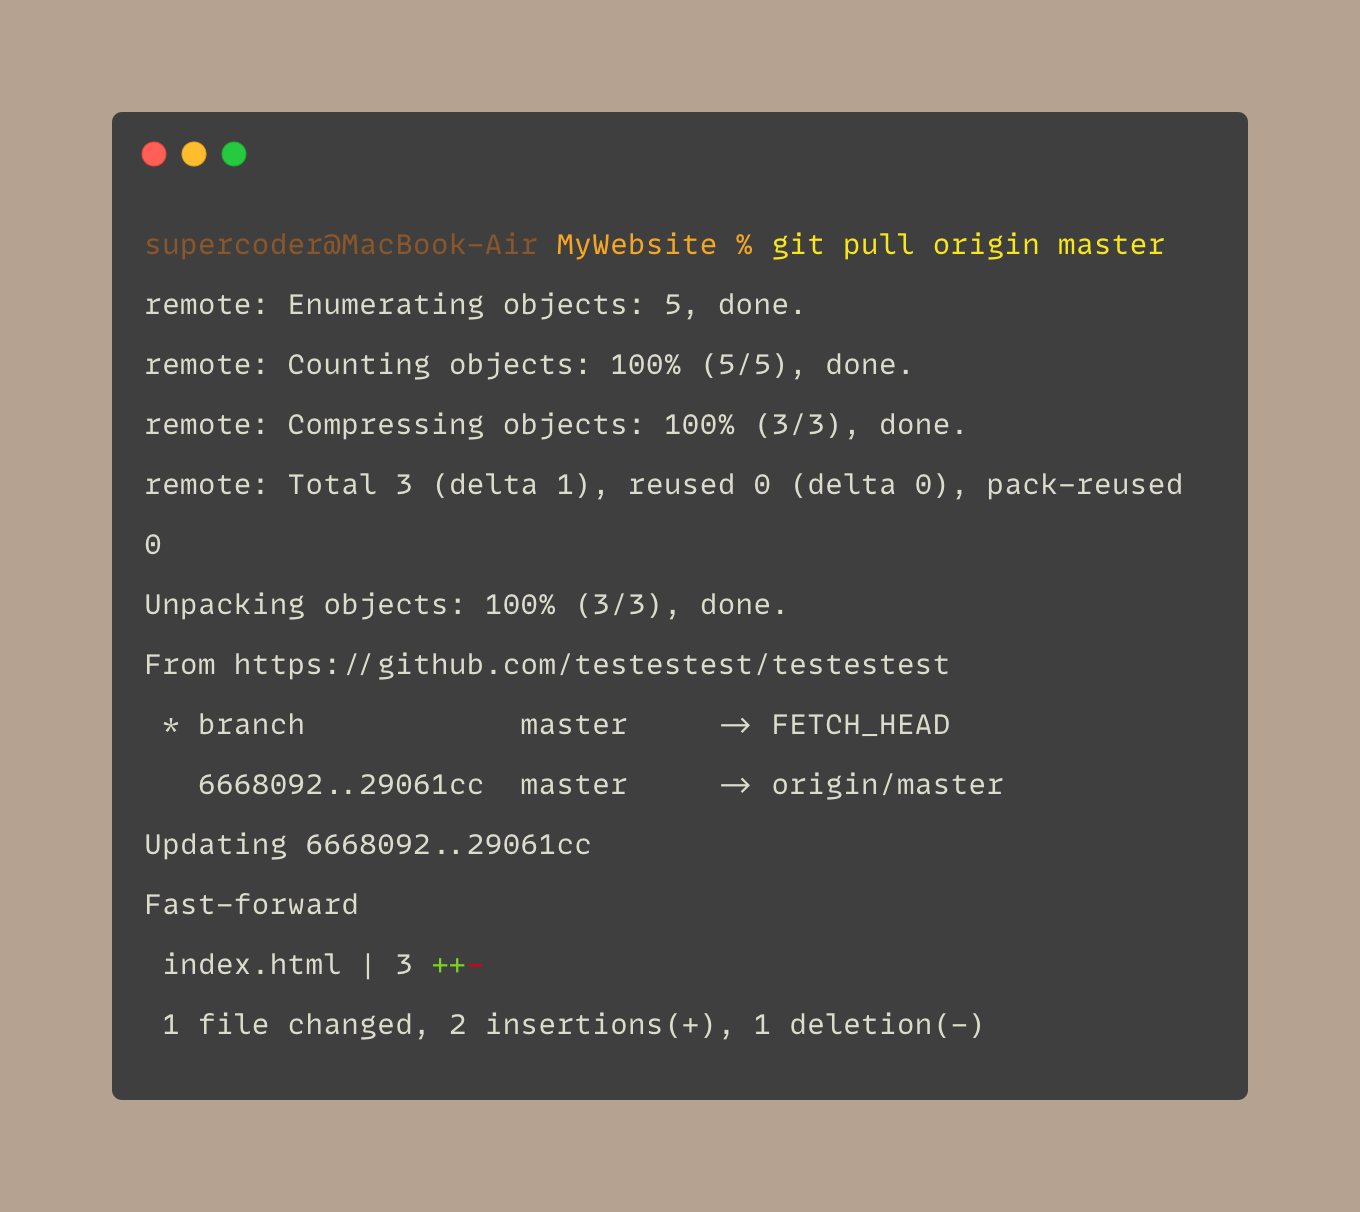 supercoder@MacBook-Air MyWebsite % git pull origin master
remote: Enumerating objects: 5, done.
remote: Counting objects: 100% (5/5), done.
remote: Compressing objects: 100% (3/3), done.
remote: Total 3 (delta 1), reused 0 (delta 0), pack-reused
0
Unpacking objects: 100% (3/3), done.
From https://github.com/testestest/testestest
 * branch            master     -> FETCH_HEAD
   6668092..29061cc  master     -> origin/master
Updating 6668092..29061cc
Fast-forward
 index.html | 3 ++-
 1 file changed, 2 insertions(+), 1 deletion(-)